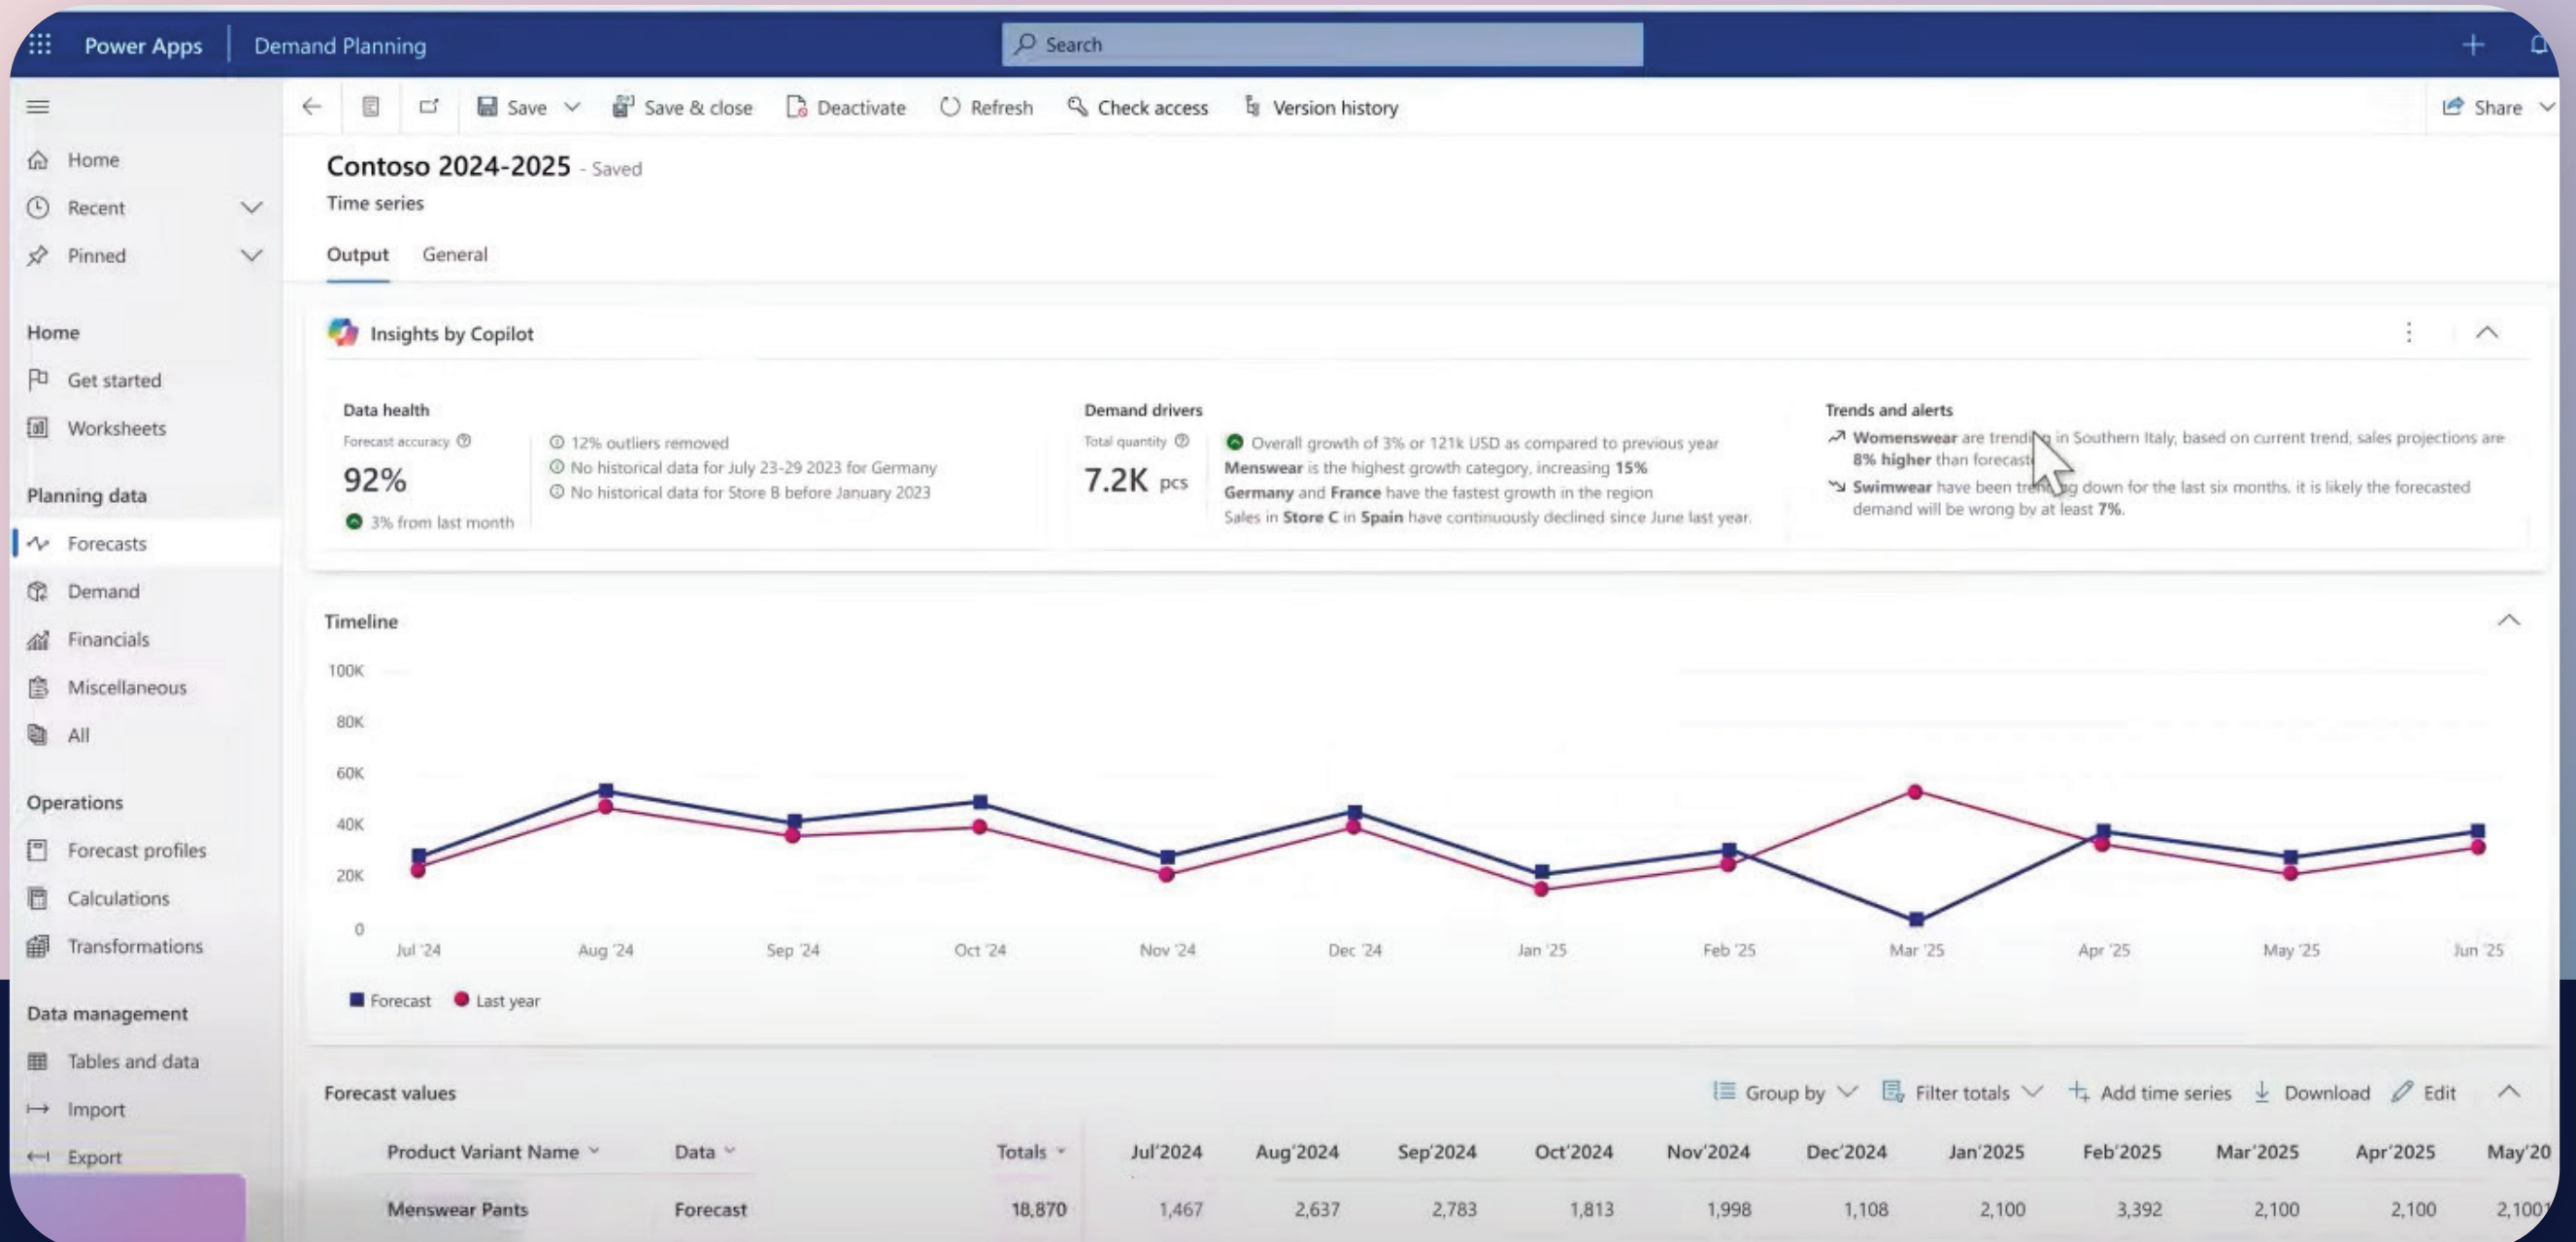 Power Apps
Demand Planning
Search
Save
Save & close
Deactivate
Refresh
Check access
Version history
Share
Home
Recent
Pinned
Home
Get started
Worksheets
Planning data
Forecasts
Demand
Financials
Miscellaneous
All
Operations
Forecast profiles
Calculations
Transformations
Data management
Tables and data
Import
Export
Contoso 2024-2025 - Saved
Time series
Output
General
Insights by Copilot
Data health
Forecast accuracy
92%
3% from last month
12% outliers removed
No historical data for July 23-29 2023 for Germany
No historical data for Store B before January 2023
Demand drivers
Total quantity
7.2K pcs
Overall growth of 3% or 121k USD as compared to previous year
Menswear is the highest growth category, increasing 15%
Germany and France have the fastest growth in the region
Sales in Store C in Spain have continuously declined since June last year.
Trends and alerts
Womenswear are trending in Southern Italy, based on current trend, sales projections are
8% higher than forecast
Swimwear have been trending down for the last six months, it is likely the forecasted
demand will be wrong by at least 7%.
Timeline
100K
80K
60K
40K
20K
0
Jul '24 Aug '24 Sep '24 Oct '24 Nov '24 Dec '24 Jan '25 Feb '25 Mar '25 Apr '25 May '25 Jun '25
Forecast Last year
Forecast values
Group by
Filter totals
Add time series
Download
Edit
Product Variant Name Data Totals Jul'2024 Aug'2024 Sep'2024 Oct'2024 Nov'2024 Dec'2024 Jan'2025 Feb'2025 Mar'2025 Apr'2025 May'20
Menswear Pants Forecast 18,870 1,467 2,637 2,783 1,813 1,998 1,108 2,100 3,392 2,100 2,100